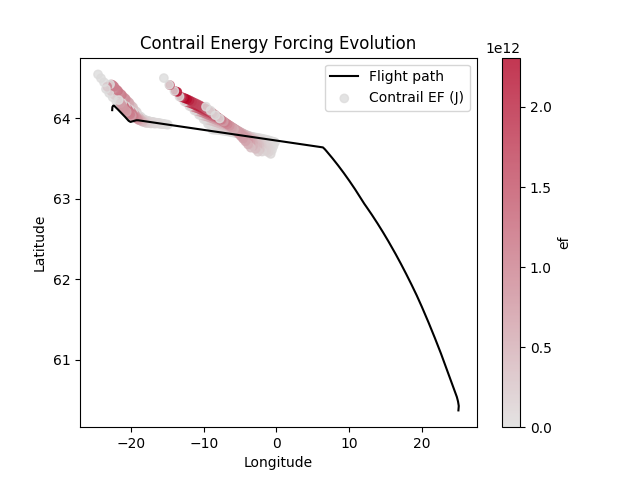 Contrail Energy Forcing Evolution
1e12
Flight path
Contrail EF (J)
64
63
62
61
Latitude
−20
−10
0
10
20
Longitude
2.0
1.5
1.0
0.5
0.0
ef